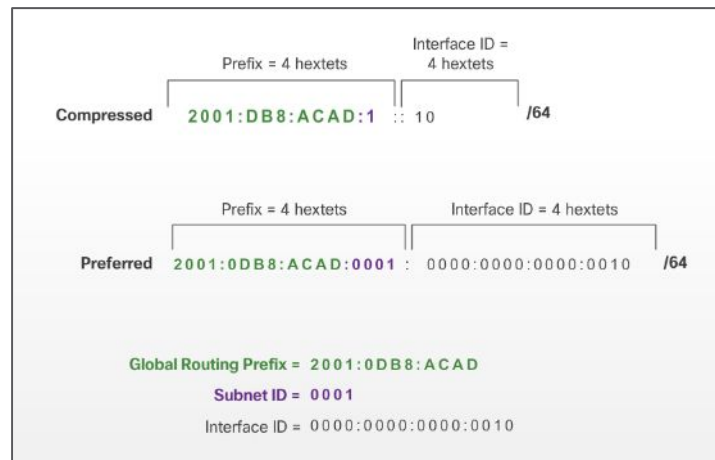 Interface ID =
Prefix = 4 hextets 4 hextets
Compressed 2001:DB8:ACAD:1 :: 10 /64
Prefix = 4 hextets Interface ID = 4 hextets
Preferred 2001:0DB8:ACAD:0001 : 0000:0000:0000:0010 /64
Global Routing Prefix = 2001:0DB8:ACAD
Subnet ID = 0001
Interface ID = 0000:0000:0000:0010